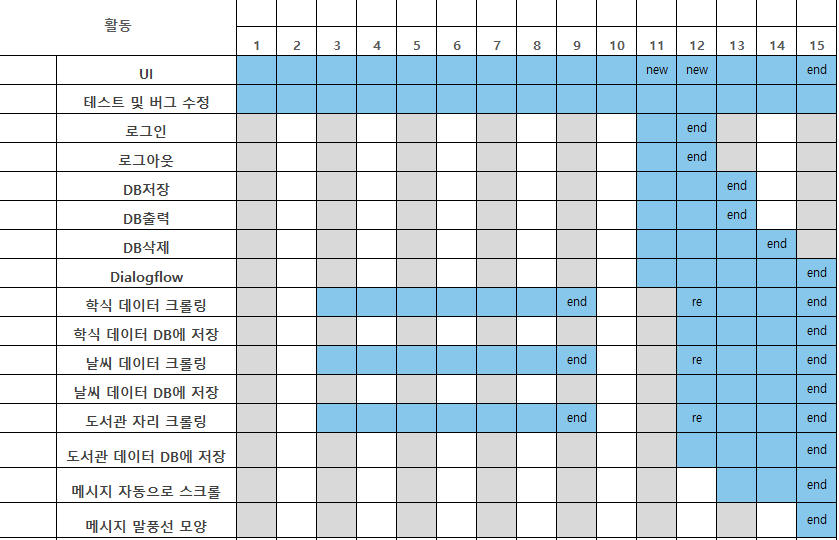 활동
1 2 3 4 5 6 7 8 9 10 11 12 13 14 15
UI new new end
테스트 및 버그 수정
로그인 end
로그아웃 end
DB저장 end
DB출력 end
DB삭제 end
Dialogflow end
학식 데이터 크롤링 end re end
학식 데이터 DB에 저장 end
날씨 데이터 크롤링 end re end
날씨 데이터 DB에 저장 end
도서관 자리 크롤링 end re end
도서관 데이터 DB에 저장 end
메시지 자동으로 스크롤 end
메시지 말풍선 모양 end